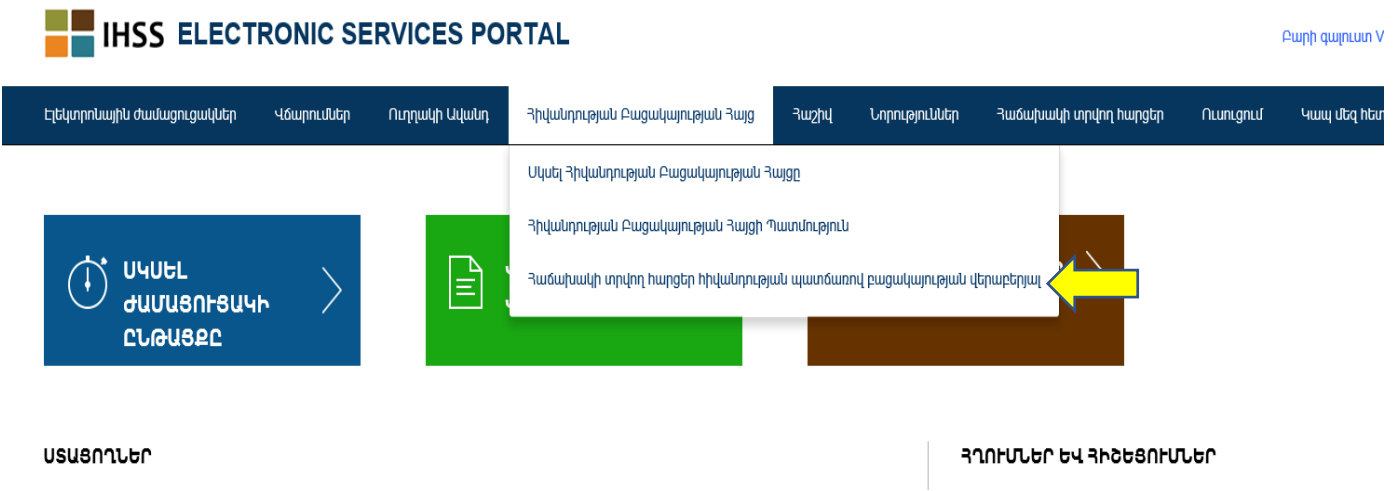 IHSS ELECTRONIC SERVICES PORTAL
Բարի գալուստ V
Էլեկտրոնային ժամացուցակներ Վճարումներ Ուղղակի Ավանդ Հիվանդության Բացակայության Հայց Հաշիվ Նորություններ Հաճախակի տրվող հարցեր Ուսուցում Կապ մեզ հետ
Սկսել Հիվանդության Բացակայության Հայցը
Հիվանդության Բացակայության Հայցի Պատմություն
Հաճախակի տրվող հարցեր հիվանդության պատճառով բացակայության վերաբերյալ
ՍԿՍԵԼ
ԺԱՄԱՑՈՒՅԑԱԿԻ
ԸՆԹԱՑՔԸ
ՍՏԱՑՈՂՆԵՐ
ՀՂՈՒՄՆԵՐ ԵՎ ՀԻՇԵՑՈՒՄՆԵՐ